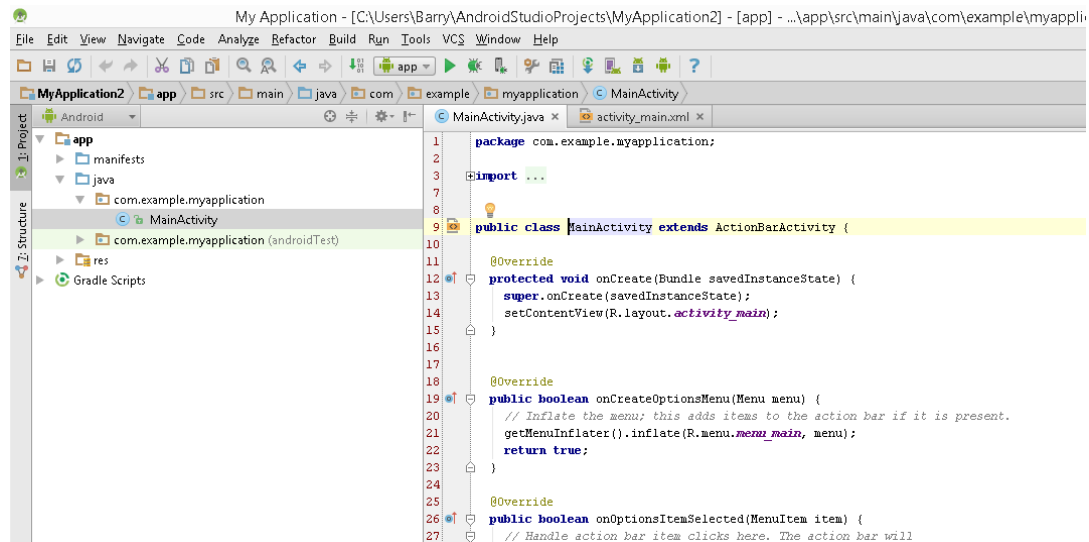 My Application - [C:\Users\Barry\AndroidStudioProjects\MyApplication2] - [app] - ...\app\src\main\java\com\example\myappli
File Edit View Navigate Code Analyze Refactor Build Run Tools VCS Window Help
app
MyApplication2 app src main java com example myapplication MainActivity
1: Project
Z: Structure
Android
app
manifests
java
com.example.myapplication
MainActivity
com.example.myapplication (androidTest)
res
Gradle Scripts
MainActivity.java × activity_main.xml ×
1 package com.example.myapplication;
2
3 import ...
7
8
9 public class MainActivity extends ActionBarActivity {
10
11 @Override
12 protected void onCreate(Bundle savedInstanceState) {
13 super.onCreate(savedInstanceState);
14 setContentView(R.layout.activity_main);
15 }
16
17
18 @Override
19 public boolean onCreateOptionsMenu(Menu menu) {
20 // Inflate the menu; this adds items to the action bar if it is present.
21 getMenuInflater().inflate(R.menu.menu_main, menu);
22 return true;
23 }
24
25 @Override
26 public boolean onOptionsItemSelected(MenuItem item) {
27 // Handle action bar item clicks here. The action bar will